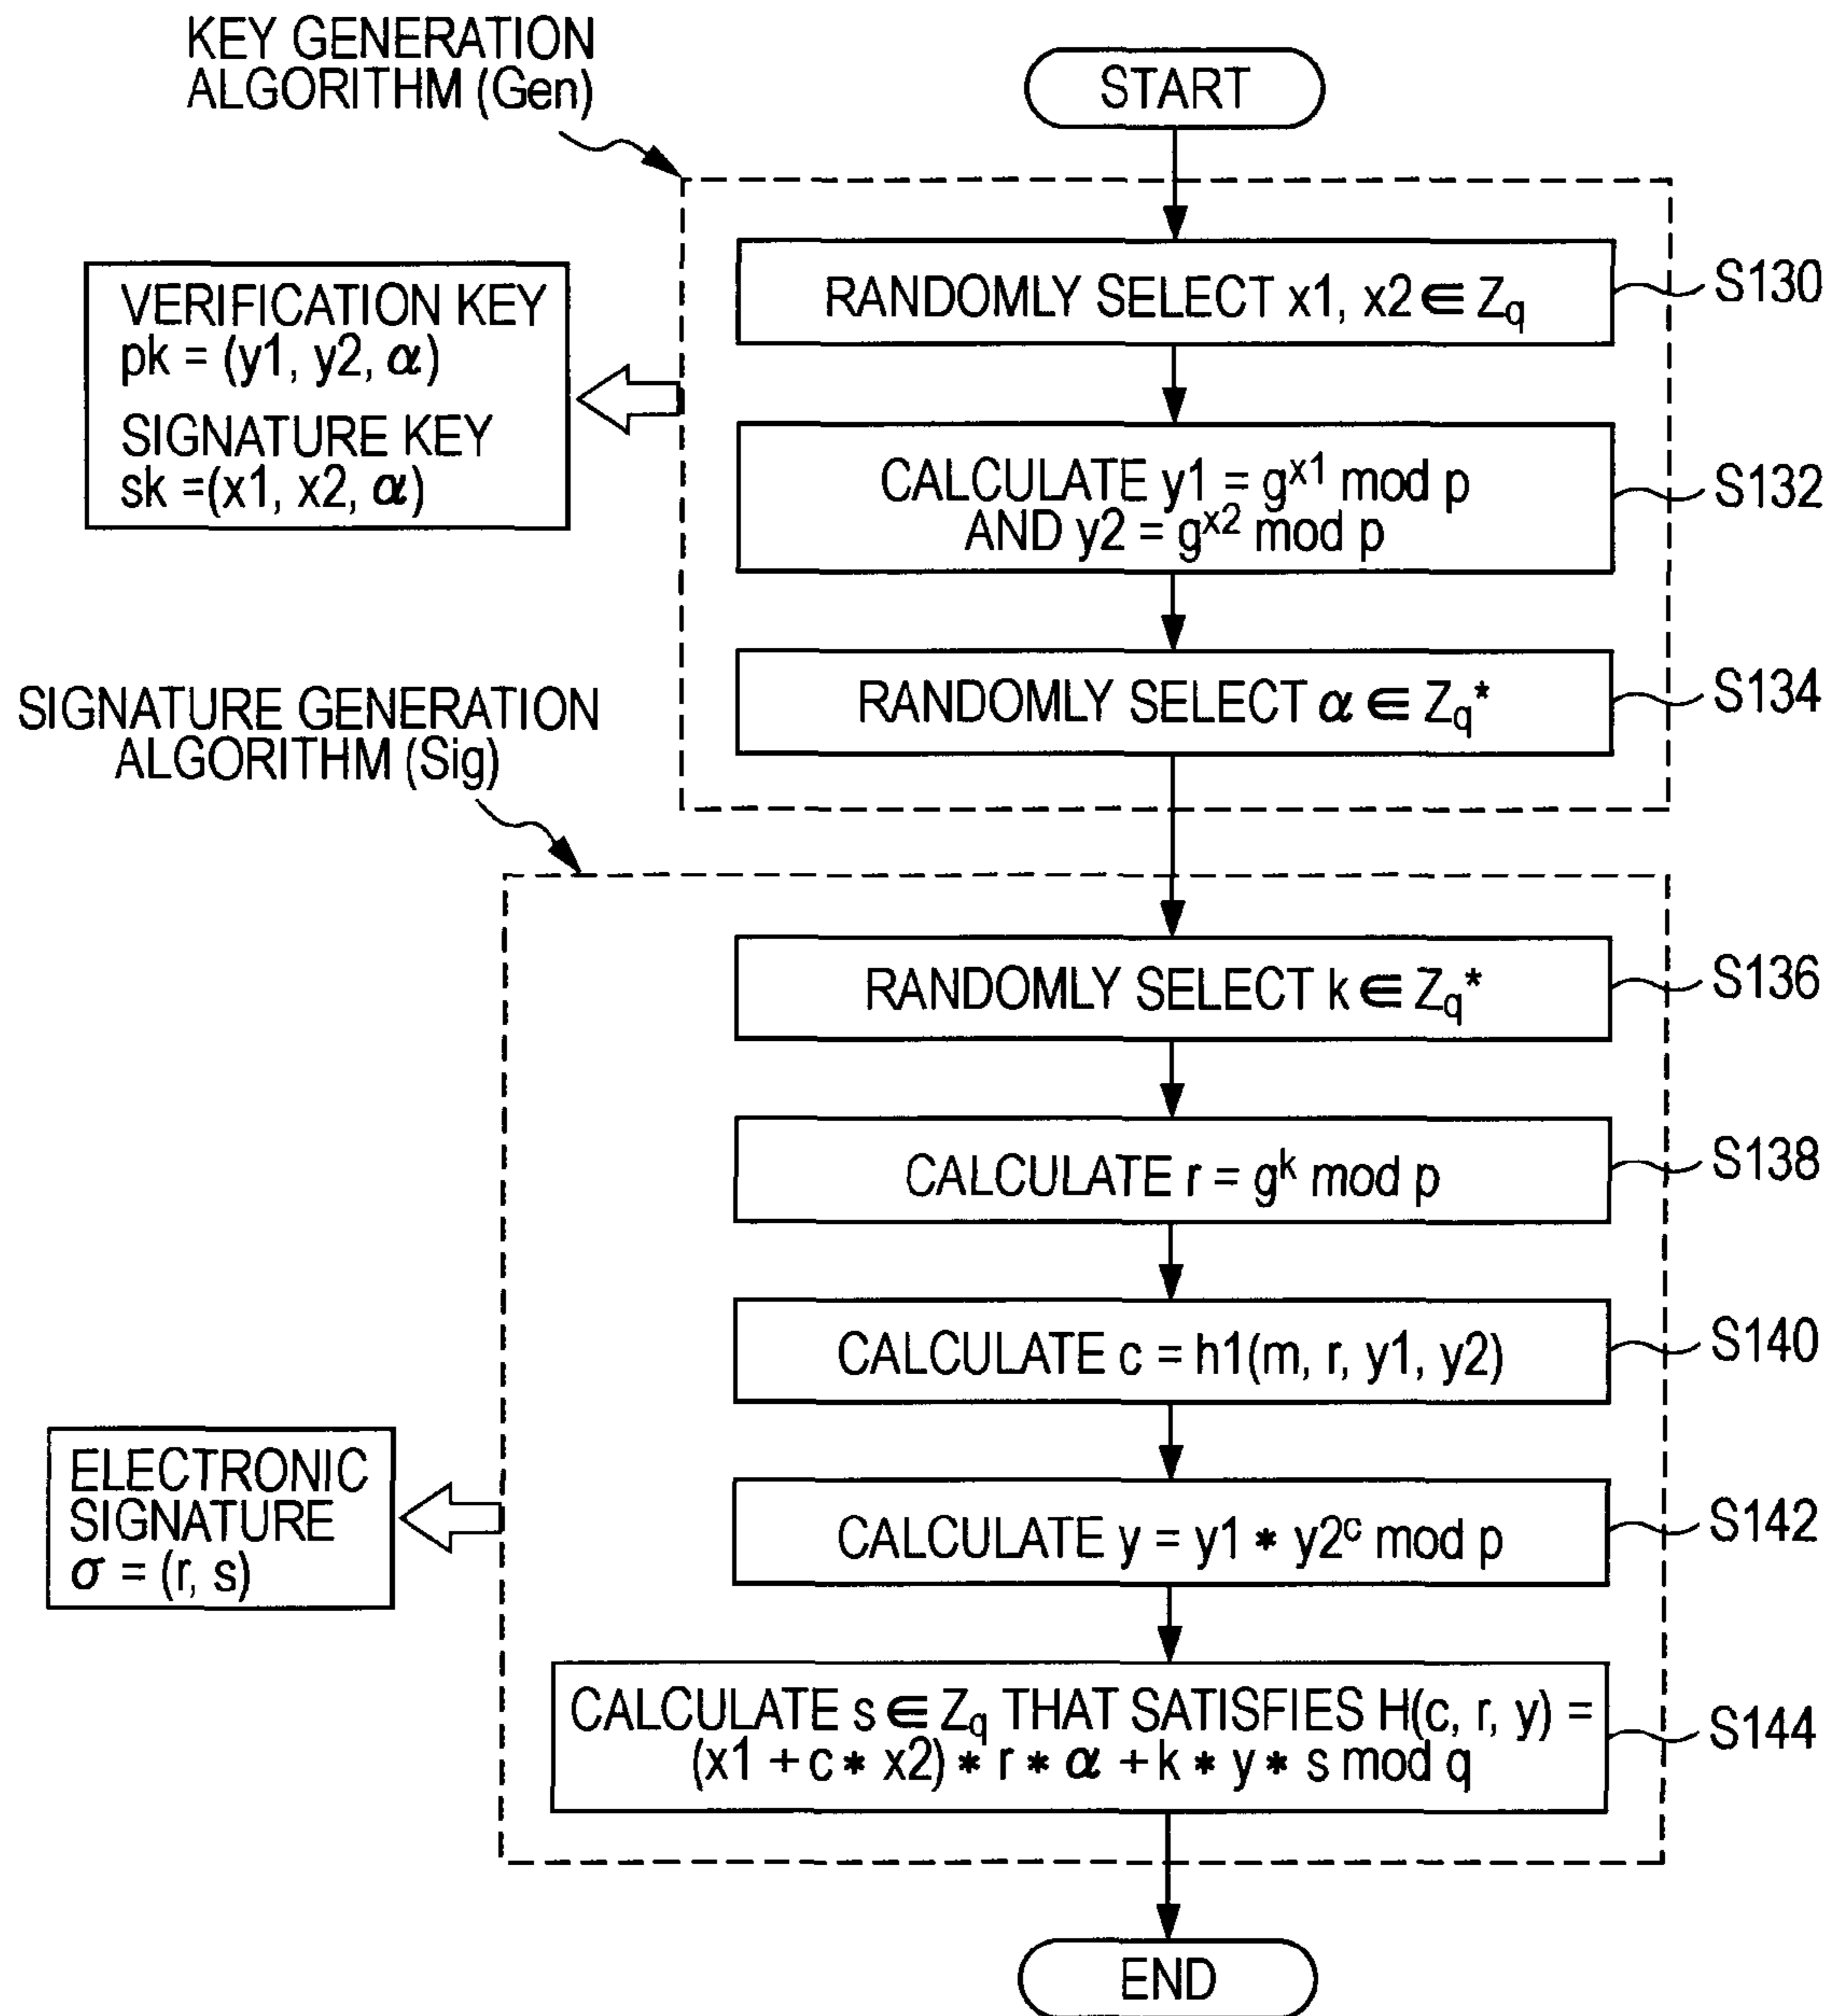 KEY GENERATION
ALGORITHM (Gen)
START
RANDOMLY SELECT x1, x2 ∈ Zq
S130
VERIFICATION KEY
pk = (y1, y2, α)
SIGNATURE KEY
sk =(x1, x2, α)
CALCULATE y1 = g^x1 mod p
AND y2 = g^x2 mod p
S132
RANDOMLY SELECT α ∈ Zq*
S134
SIGNATURE GENERATION
ALGORITHM (Sig)
RANDOMLY SELECT k ∈ Zq*
S136
CALCULATE r = g^k mod p
S138
CALCULATE c = h1(m, r, y1, y2)
S140
CALCULATE y = y1 * y2^c mod p
S142
ELECTRONIC
SIGNATURE
σ = (r, s)
CALCULATE s ∈ Zq THAT SATISFIES H(c, r, y) =
(x1 + c * x2) * r * α + k * y * s mod q
S144
END